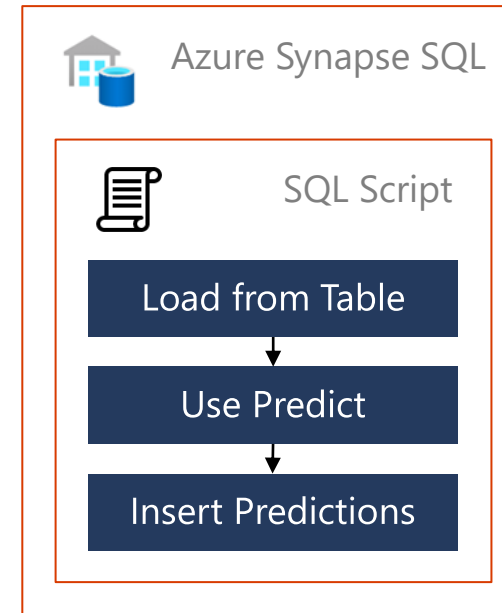 Azure Synapse SQL
SQL Script
Load from Table
Use Predict
Insert Predictions